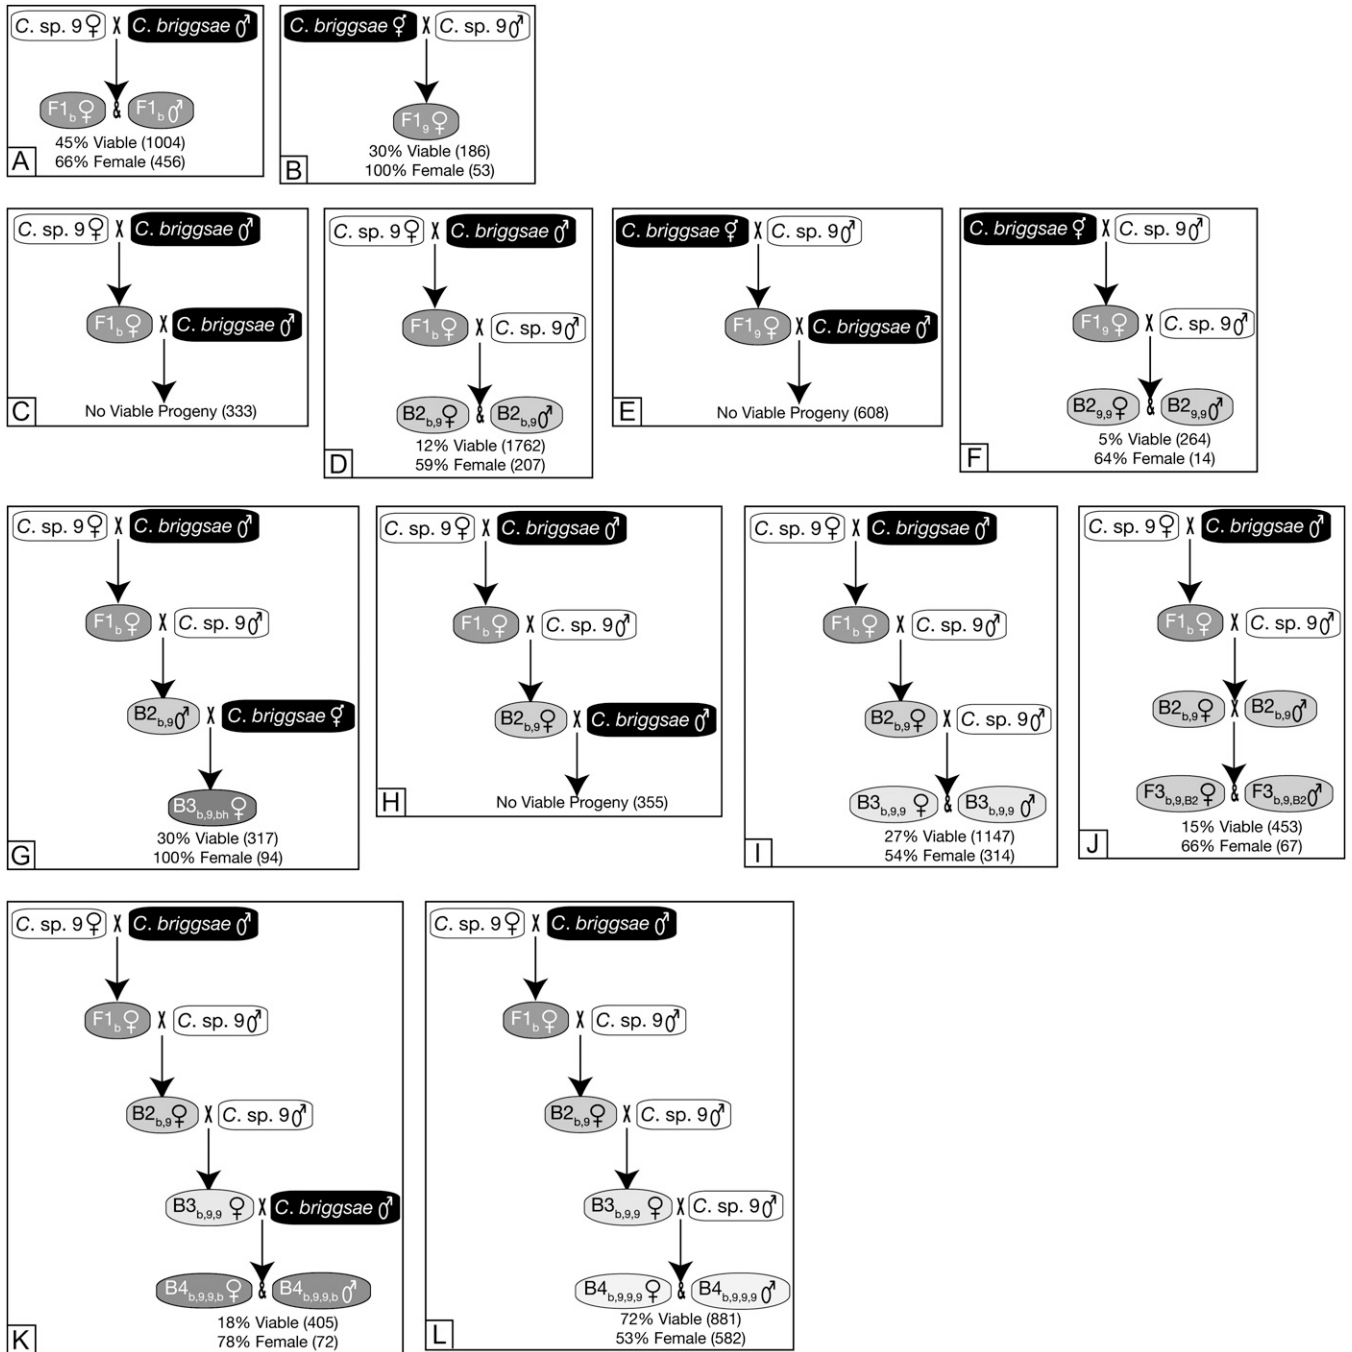 C. sp. 9♀ X C. briggsae ♂
F1b♀ & F1b♂
45% Viable (1004)
66% Female (456)
A
C. briggsae ⚥ X C. sp. 9♂
F19♀
30% Viable (186)
100% Female (53)
B
C. sp. 9♀ X C. briggsae ♂
F1b♀ X C. briggsae ♂
No Viable Progeny (333)
C
C. sp. 9♀ X C. briggsae ♂
F1b♀ X C. sp. 9♂
B2b,9♀ & B2b,9♂
12% Viable (1762)
59% Female (207)
D
C. briggsae ⚥ X C. sp. 9♂
F19♀ X C. briggsae ♂
No Viable Progeny (608)
E
C. briggsae ⚥ X C. sp. 9♂
F19♀ X C. sp. 9♂
B29,9♀ & B29,9♂
5% Viable (264)
64% Female (14)
F
C. sp. 9♀ X C. briggsae ♂
F1b♀ X C. sp. 9♂
B2b,9♂ X C. briggsae ⚥
B3b,9,bh ♀
30% Viable (317)
100% Female (94)
G
C. sp. 9♀ X C. briggsae ♂
F1b♀ X C. sp. 9♂
B2b,9♀ X C. briggsae ♂
No Viable Progeny (355)
H
C. sp. 9♀ X C. briggsae ♂
F1b♀ X C. sp. 9♂
B2b,9♀ X C. sp. 9♂
B3b,9,9 ♀ & B3b,9,9 ♂
27% Viable (1147)
54% Female (314)
I
C. sp. 9♀ X C. briggsae ♂
F1b♀ X C. sp. 9♂
B2b,9♀ X B2b,9♂
F3b,9,B2♀ & F3b,9,B2♂
15% Viable (453)
66% Female (67)
J
C. sp. 9♀ X C. briggsae ♂
F1b♀ X C. sp. 9♂
B2b,9♀ X C. sp. 9♂
B3b,9,9 ♀ X C. briggsae ♂
B4b,9,9,b ♀ & B4b,9,9,b ♂
18% Viable (405)
78% Female (72)
K
C. sp. 9♀ X C. briggsae ♂
F1b♀ X C. sp. 9♂
B2b,9♀ X C. sp. 9♂
B3b,9,9 ♀ X C. sp. 9♂
B4b,9,9,9 ♀ & B4b,9,9,9 ♂
72% Viable (881)
53% Female (582)
L